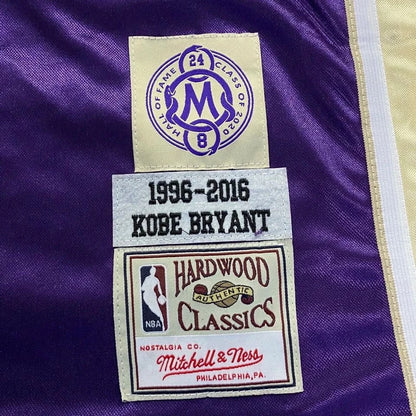 24
HALL OF FAME CLASS OF 2020
M
8
1996-2016
KOBE BRYANT
NBA
HARDWOOD
AUTHENTIC
CLASSICS
NOSTALGIA CO.
Mitchell & Ness
PHILADELPHIA, PA.